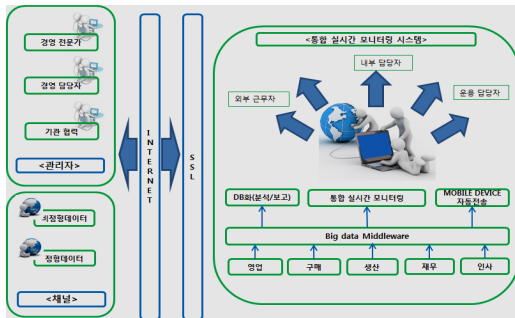 경영 전문가
경영 담당자
기관 협력
<관리자>
비정형데이터
정형데이터
<채널>
INTERNET
SSL
<통합 실시간 모니터링 시스템>
내부 담당자
외부 근무자
운용 담당자
DB화(분석/보고)
통합 실시간 모니터링
MOBILE DEVICE
자동전송
Big data Middleware
영업
구매
생산
재무
인사